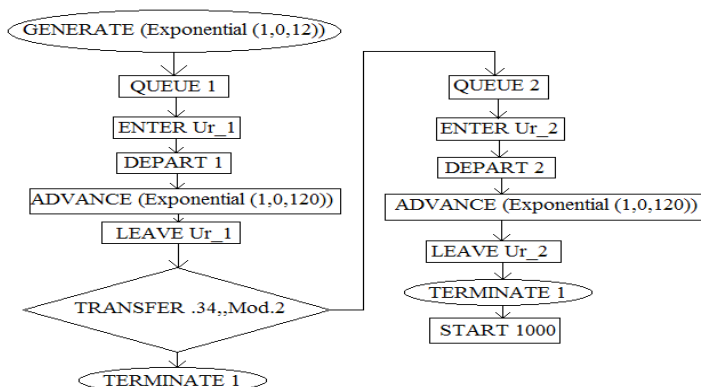 GENERATE (Exponential (1,0,12))
QUEUE 1
ENTER Ur_1
DEPART 1
ADVANCE (Exponential (1,0,120))
LEAVE Ur_1
TRANSFER .34,,Mod.2
TERMINATE 1
QUEUE 2
ENTER Ur_2
DEPART 2
ADVANCE (Exponential (1,0,120))
LEAVE Ur_2
TERMINATE 1
START 1000